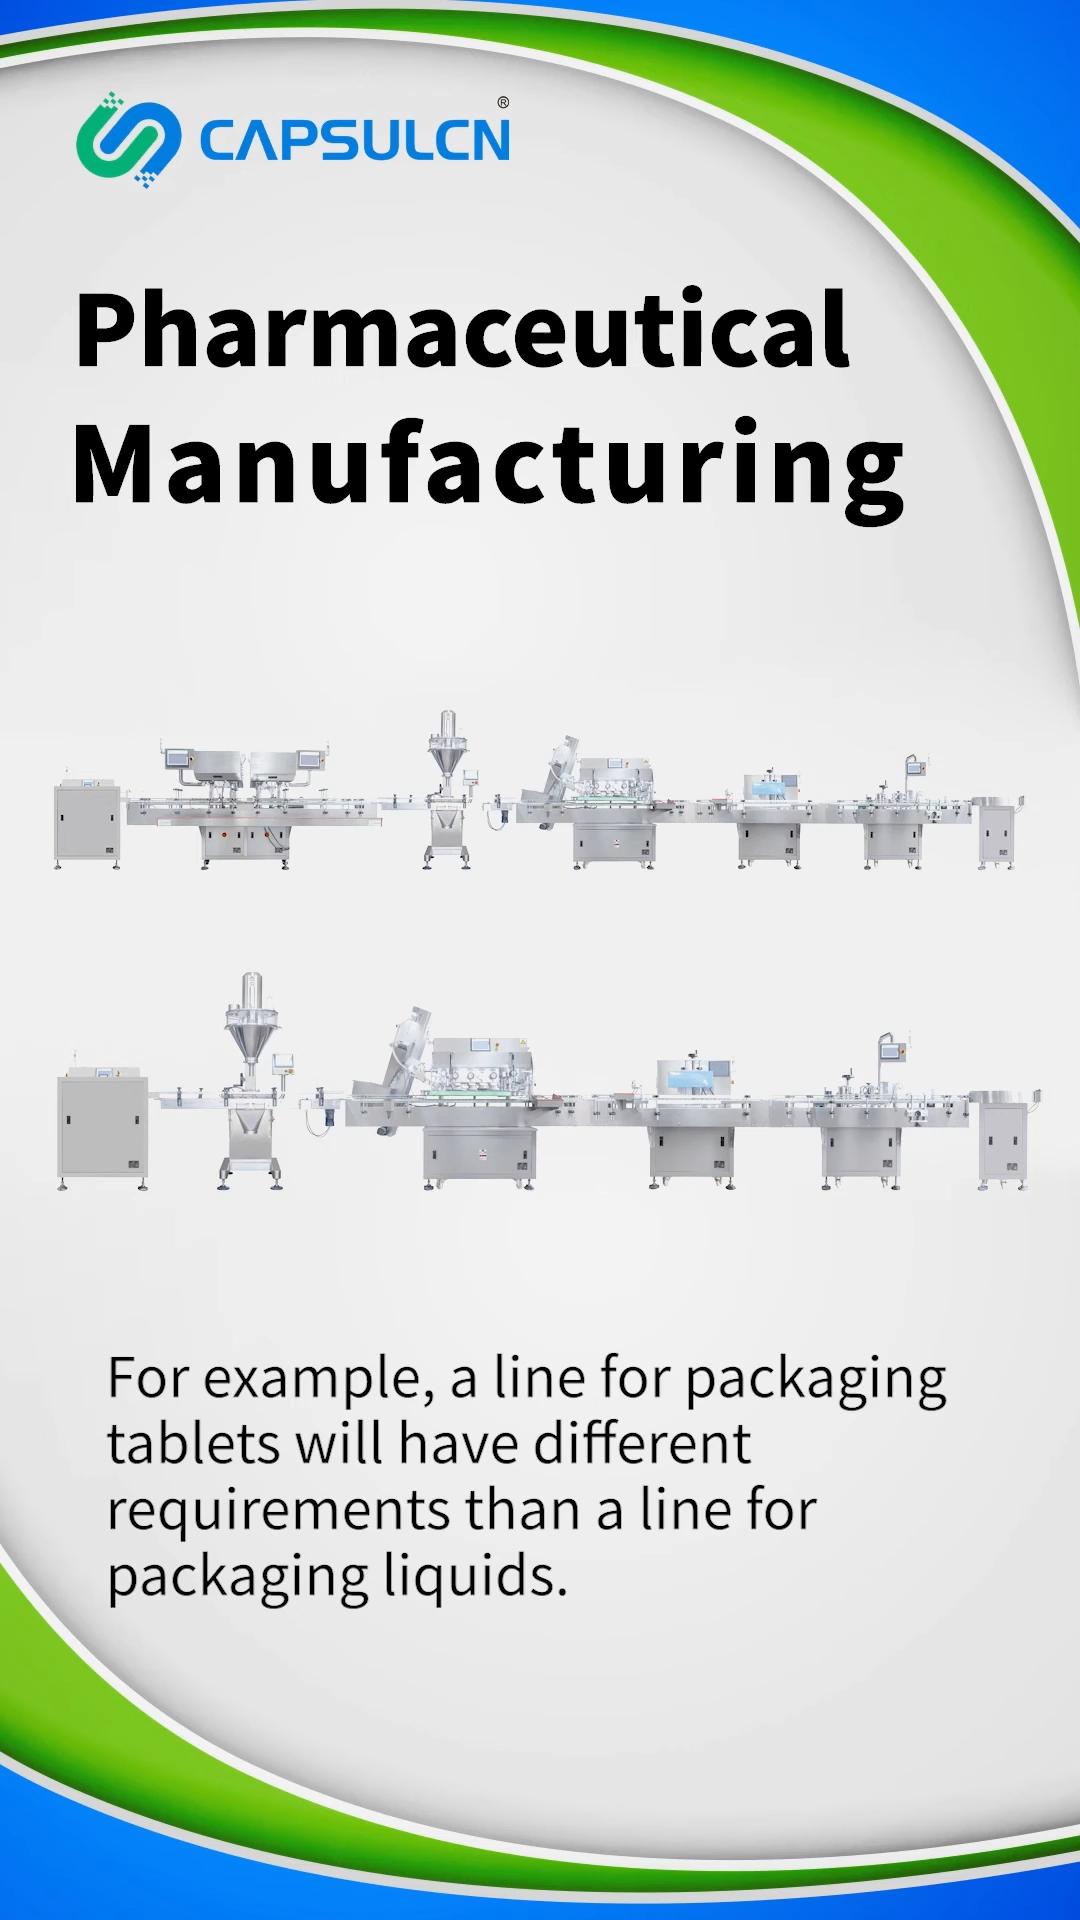 CAPSULCN®
Pharmaceutical
Manufacturing
For example, a line for packaging
tablets will have different
requirements than a line for
packaging liquids.